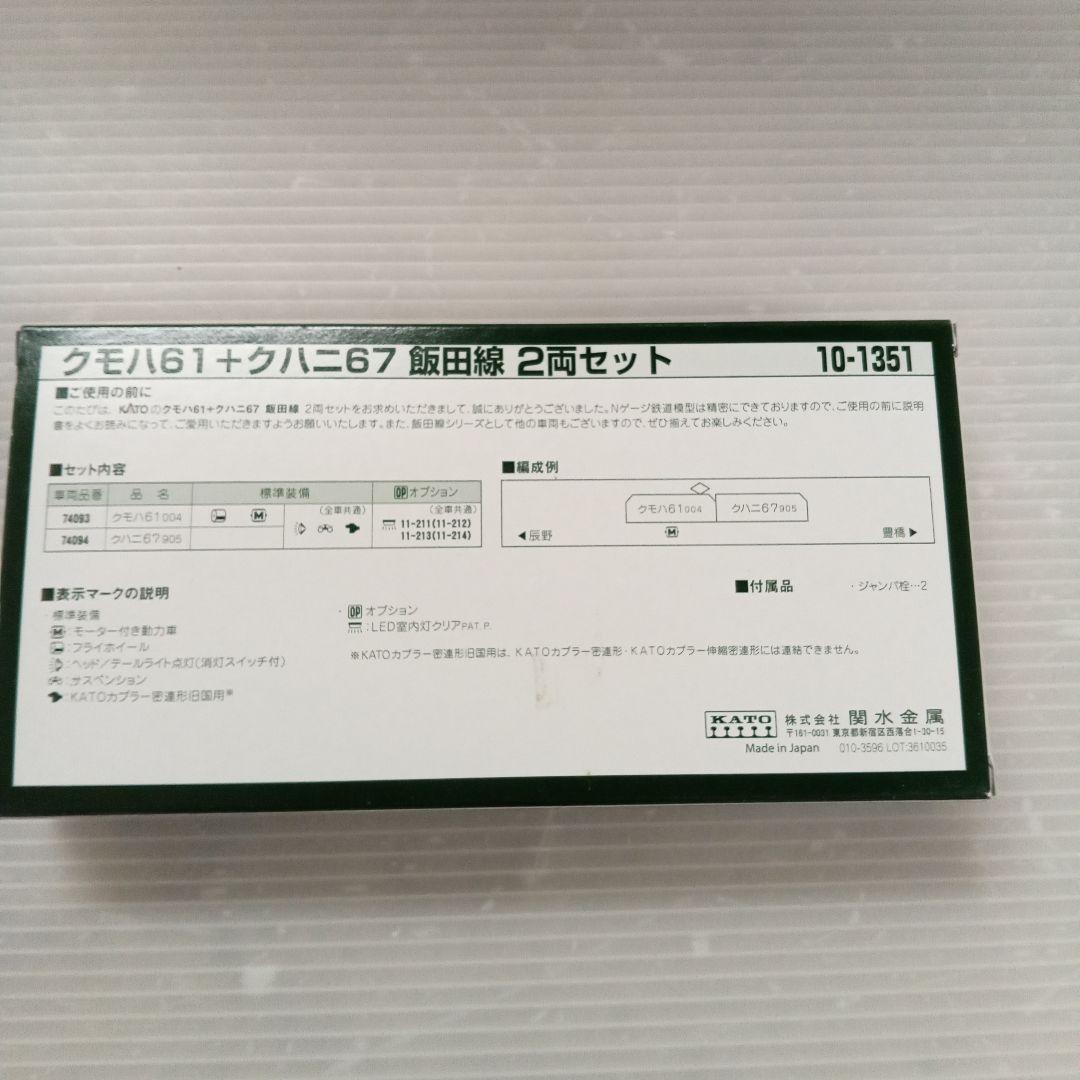 クモハ61＋クハニ67 飯田線 2両セット 10-1351
■ご使用の前に
このたびは、KATOのクモハ61＋クハニ67 飯田線 2両セットをお求めいただきまして、誠にありがとうございました。Nゲージ鉄道模型は精密にできておりますので、ご使用の前に説明
書をよくお読みになって、ご愛用いただきますようお願いいたします。また、飯田線シリーズとして他の車両もございますので、ぜひ揃えてお楽しみください。
■セット内容
車両品番 品 名 標準装備 OPオプション
74093 クモハ61004 M (全車共通) (全車共通)
11-211(11-212)
74094 クハニ67905 11-213(11-214)
■編成例
クモハ61004 クハニ67905
◀辰野 M 豊橋▶
■付属品 ・ジャンパ栓…2
■表示マークの説明
・標準装備
M：モーター付き動力車
：フライホイール
：ヘッド／テールライト点灯(消灯スイッチ付)
：サスペンション
：KATOカプラー密連形旧国用※
・OP オプション
：LED室内灯クリアPAT. P.
※KATOカプラー密連形旧国用は、KATOカプラー密連形・KATOカプラー伸縮密連形には連結できません。
KATO 株式会社 関水金属
〒161-0031 東京都新宿区西落合1-30-15
Made in Japan 010-3596 LOT:3610035